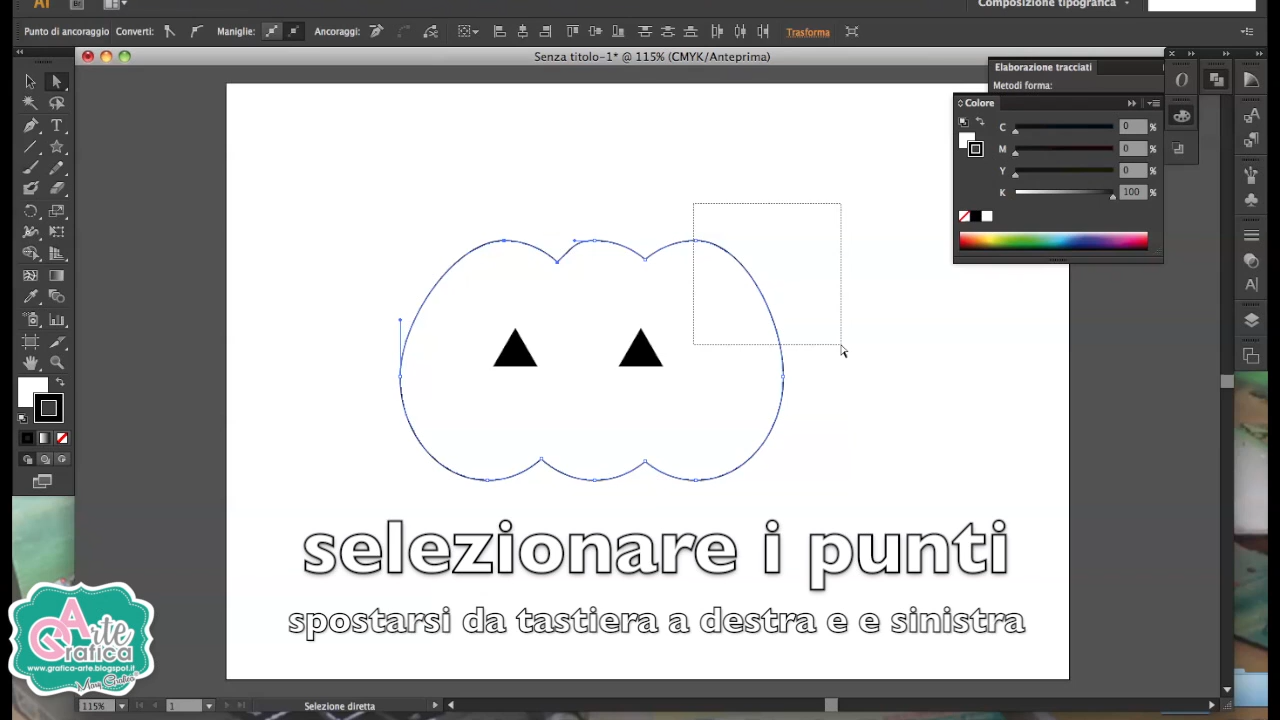 Ai
Br
Composizione tipografica
Punto di ancoraggio Converti: Maniglie: Ancoraggi: Trasforma
Senza titolo-1* @ 115% (CMYK/Anteprima)
Elaborazione tracciati
Metodi forma:
Colore
C 0 %
M 0 %
Y 0 %
K 100 %
selezionare i punti
spostarsi da tastiera a destra e e sinistra
Arte
Grafica
www.grafica-arte.blogspot.it
115% 1 Selezione diretta